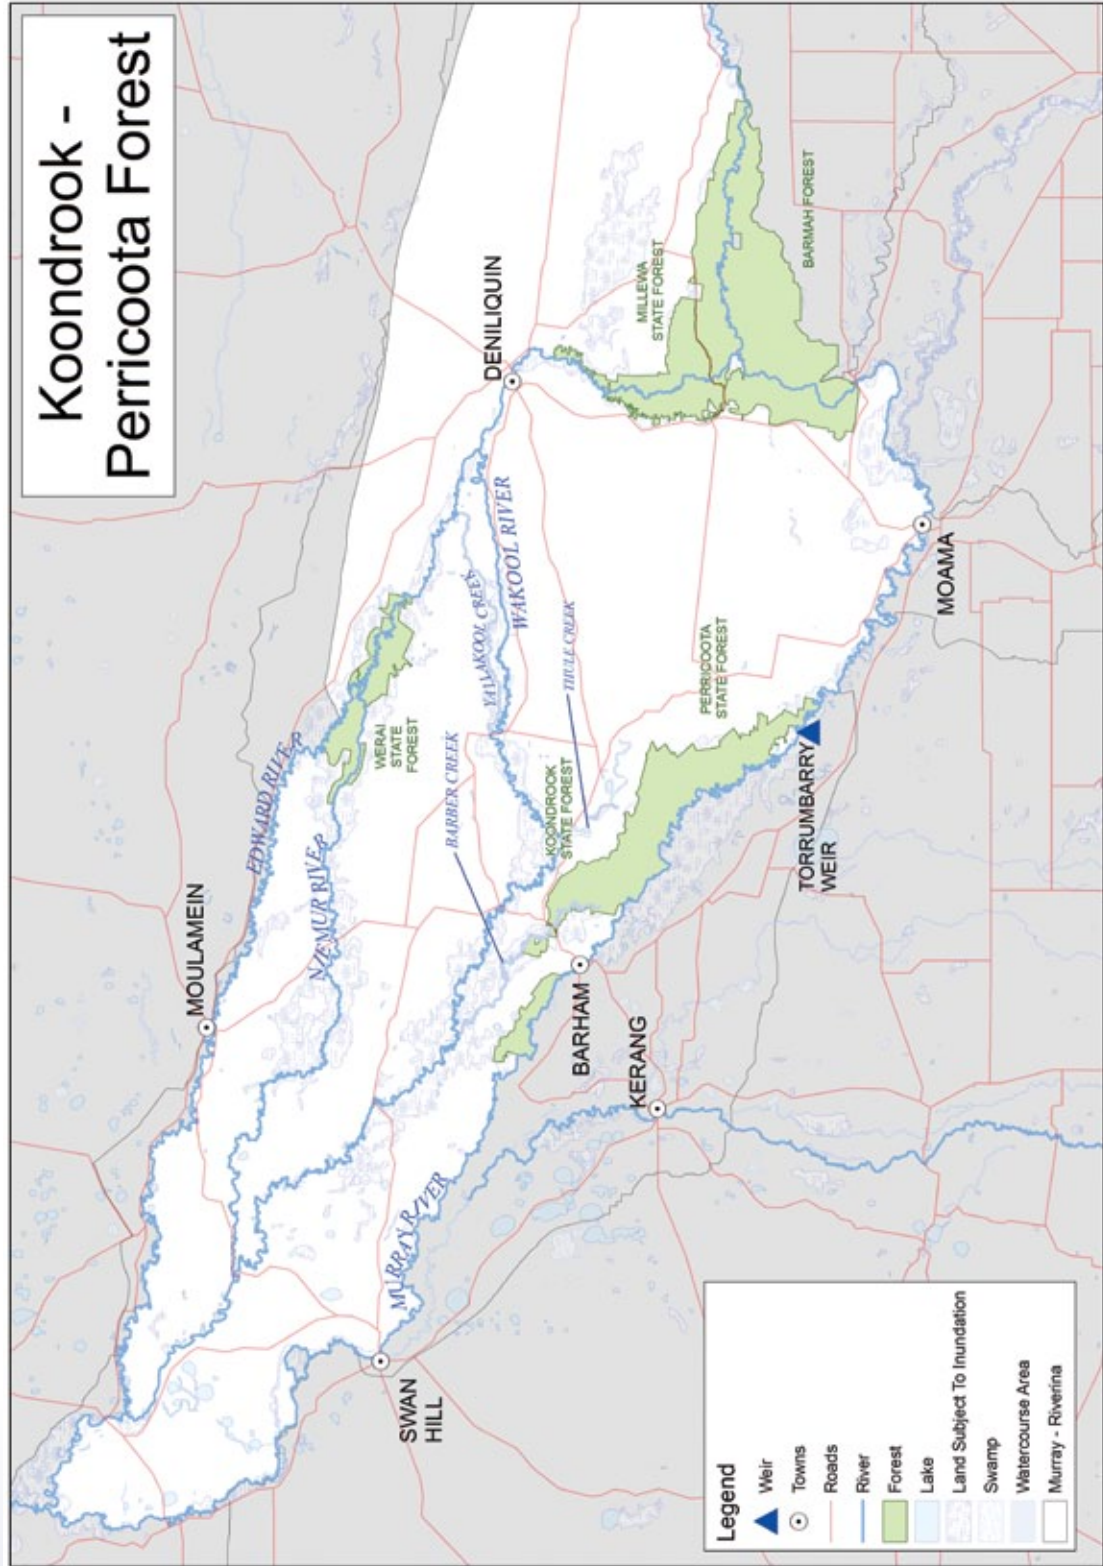 Koondrook -
Perricoota Forest
MOULAMEIN
EDWARD RIVER
NIEMUR RIVER
WERAI
STATE
FOREST
DENILIQUIN
YALLAKOOL CREEK
WAKOOL RIVER
BARBER CREEK
THULE CREEK
KOONDROOK
STATE FOREST
PERRICOOTA
STATE FOREST
MILLEWA
STATE FOREST
BARMAH FOREST
MURRAY RIVER
SWAN
HILL
BARHAM
KERANG
TORRUMBARRY
WEIR
MOAMA
Legend
Weir
Towns
Roads
River
Forest
Lake
Land Subject To Inundation
Swamp
Watercourse Area
Murray - Riverina